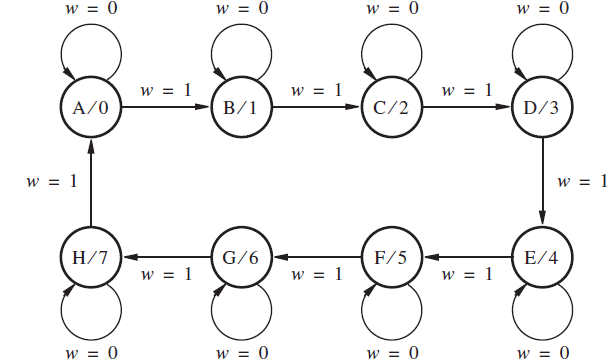 w = 0 w = 0 w = 0 w = 0
w = 1 w = 1 w = 1
A/0 B/1 C/2 D/3
w = 1 w = 1
H/7 G/6 F/5 E/4
w = 1 w = 1 w = 1
w = 0 w = 0 w = 0 w = 0